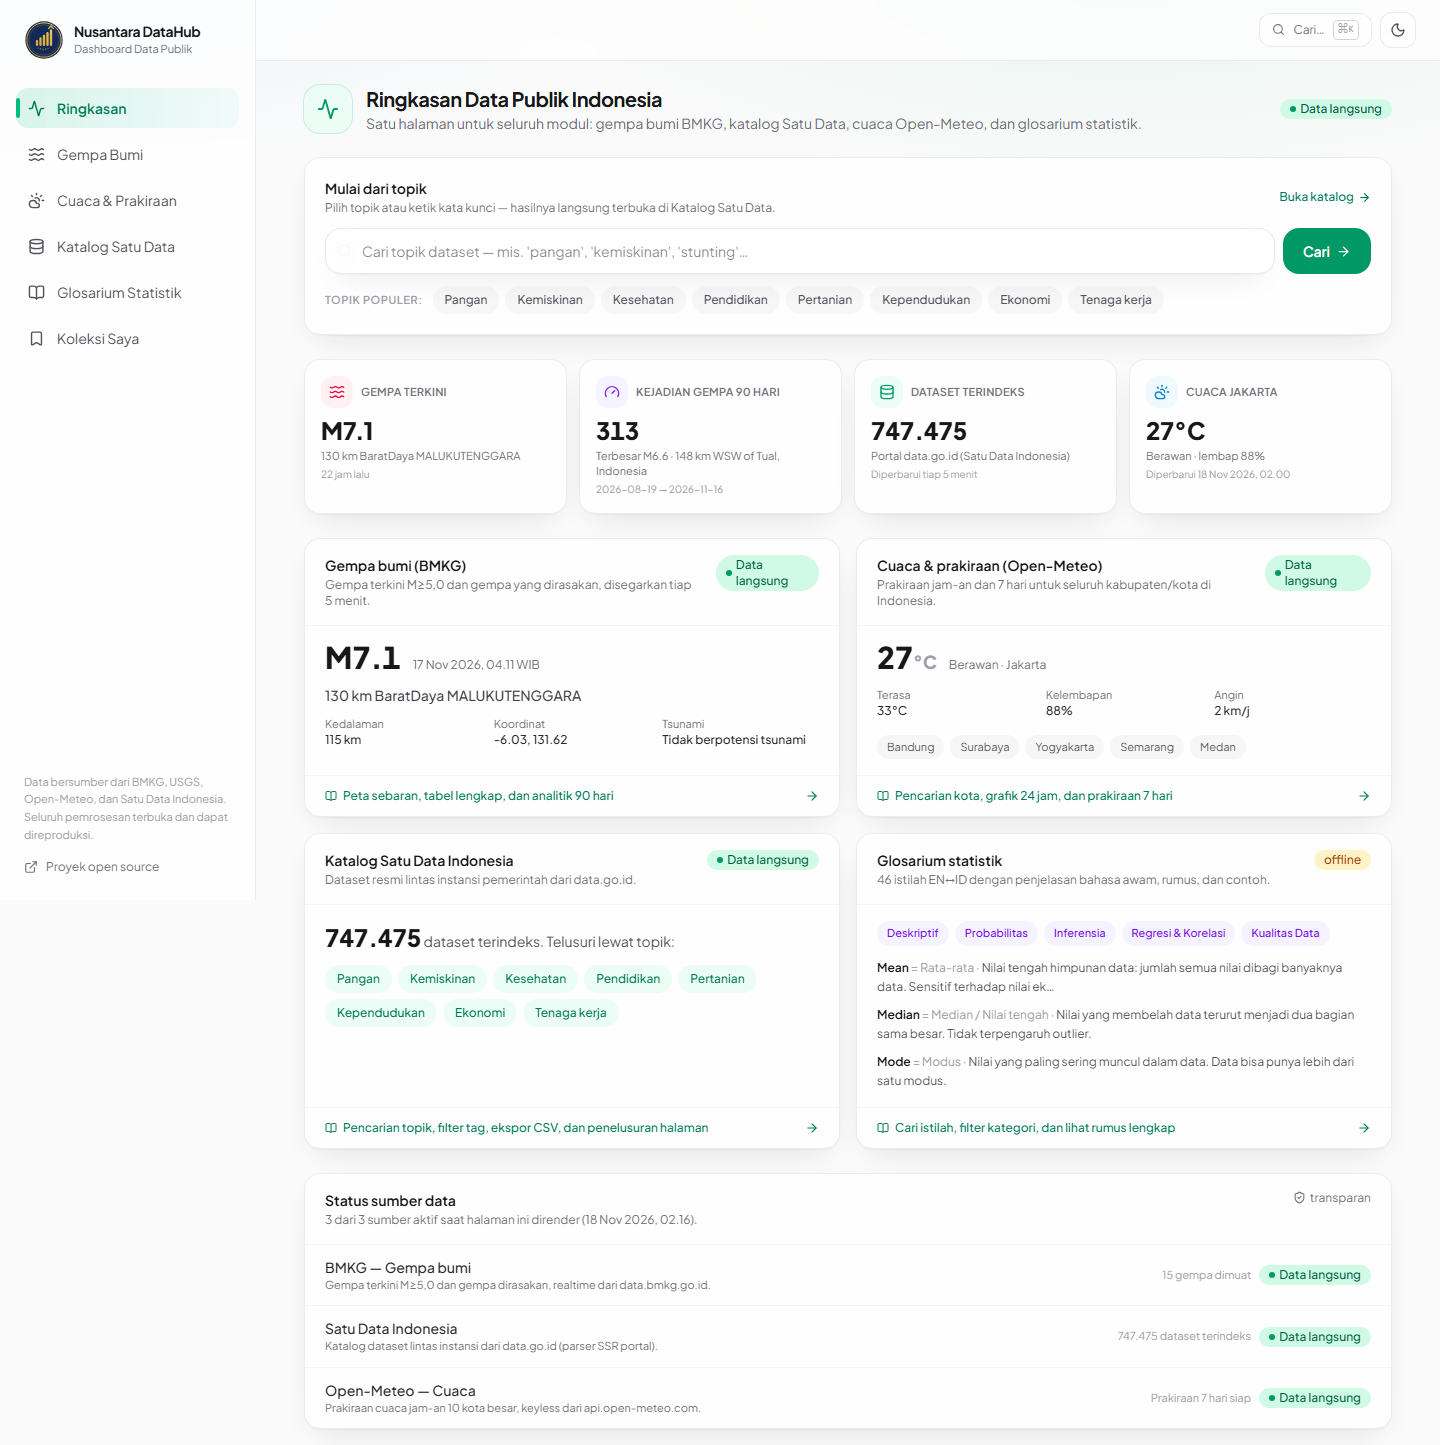 Nusantara DataHub
Dashboard Data Publik
Ringkasan
Gempa Bumi
Cuaca & Prakiraan
Katalog Satu Data
Glosarium Statistik
Koleksi Saya
Data bersumber dari BMKG, USGS,
Open-Meteo, dan Satu Data Indonesia.
Seluruh pemrosesan terbuka dan dapat
direproduksi.
Proyek open source
Cari... ⌘K
Ringkasan Data Publik Indonesia
Satu halaman untuk seluruh modul: gempa bumi BMKG, katalog Satu Data, cuaca Open-Meteo, dan glosarium statistik.
Data langsung
Mulai dari topik
Pilih topik atau ketik kata kunci — hasilnya langsung terbuka di Katalog Satu Data.
Buka katalog →
Cari topik dataset — mis. 'pangan', 'kemiskinan', 'stunting'...
Cari →
TOPIK POPULER: Pangan Kemiskinan Kesehatan Pendidikan Pertanian Kependudukan Ekonomi Tenaga kerja
GEMPA TERKINI
M7.1
130 km BaratDaya MALUKUTENGGARA
22 jam lalu
KEJADIAN GEMPA 90 HARI
313
Terbesar M6.6 · 148 km WSW of Tual,
Indonesia
2026-08-19 → 2026-11-16
DATASET TERINDEKS
747.475
Portal data.go.id (Satu Data Indonesia)
Diperbarui tiap 5 menit
CUACA JAKARTA
27°C
Berawan · lembap 88%
Diperbarui 18 Nov 2026, 02.00
Gempa bumi (BMKG)
Gempa terkini M≥5,0 dan gempa yang dirasakan, disegarkan tiap
5 menit.
Data
langsung
M7.1 17 Nov 2026, 04.11 WIB
130 km BaratDaya MALUKUTENGGARA
Kedalaman Koordinat Tsunami
115 km -6.03, 131.62 Tidak berpotensi tsunami
Peta sebaran, tabel lengkap, dan analitik 90 hari →
Cuaca & prakiraan (Open-Meteo)
Prakiraan jam-an dan 7 hari untuk seluruh kabupaten/kota di
Indonesia.
Data
langsung
27°C Berawan · Jakarta
Terasa Kelembapan Angin
33°C 88% 2 km/j
Bandung Surabaya Yogyakarta Semarang Medan
Pencarian kota, grafik 24 jam, dan prakiraan 7 hari →
Katalog Satu Data Indonesia
Dataset resmi lintas instansi pemerintah dari data.go.id.
Data langsung
747.475 dataset terindeks. Telusuri lewat topik:
Pangan Kemiskinan Kesehatan Pendidikan Pertanian
Kependudukan Ekonomi Tenaga kerja
Pencarian topik, filter tag, ekspor CSV, dan penelusuran halaman →
Glosarium statistik
46 istilah EN↔ID dengan penjelasan bahasa awam, rumus, dan contoh.
offline
Deskriptif Probabilitas Inferensia Regresi & Korelasi Kualitas Data
Mean = Rata-rata · Nilai tengah himpunan data: jumlah semua nilai dibagi banyaknya
data. Sensitif terhadap nilai ek...
Median = Median / Nilai tengah · Nilai yang membelah data terurut menjadi dua bagian
sama besar. Tidak terpengaruh outlier.
Mode = Modus · Nilai yang paling sering muncul dalam data. Data bisa punya lebih dari
satu modus.
Cari istilah, filter kategori, dan lihat rumus lengkap →
Status sumber data
3 dari 3 sumber aktif saat halaman ini dirender (18 Nov 2026, 02.16).
transparan
BMKG — Gempa bumi
Gempa terkini M≥5,0 dan gempa dirasakan, realtime dari data.bmkg.go.id.
15 gempa dimuat Data langsung
Satu Data Indonesia
Katalog dataset lintas instansi dari data.go.id (parser SSR portal).
747.475 dataset terindeks Data langsung
Open-Meteo — Cuaca
Prakiraan cuaca jam-an 10 kota besar, keyless dari api.open-meteo.com.
Prakiraan 7 hari siap Data langsung